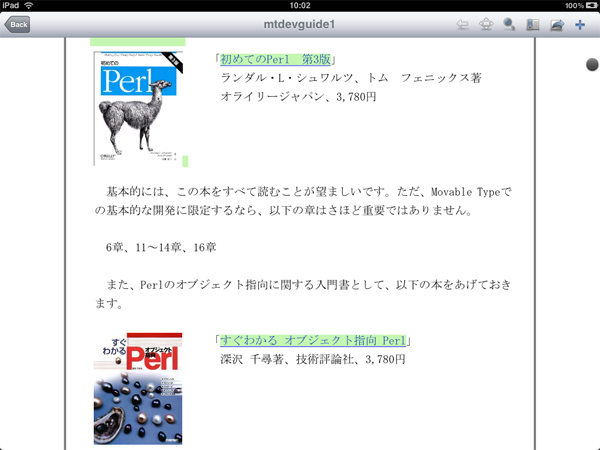 iPad
10:02
100%
Back
mtdevguide1
「初めてのPerl　第3版」
ランダル・L・シュワルツ、トム　フェニックス著
オライリージャパン、3,780円
初めての
Perl
第3版
基本的には、この本をすべて読むことが望ましいです。ただ、Movable Typeで
の基本的な開発に限定するなら、以下の章はさほど重要ではありません。
6章、11～14章、16章
また、Perlのオブジェクト指向に関する入門書として、以下の本をあげておき
ます。
「すぐわかる オブジェクト指向 Perl」
深沢 千尋著、技術評論社、3,780円
すぐ
わかる
オブジェクト
指向
Perl